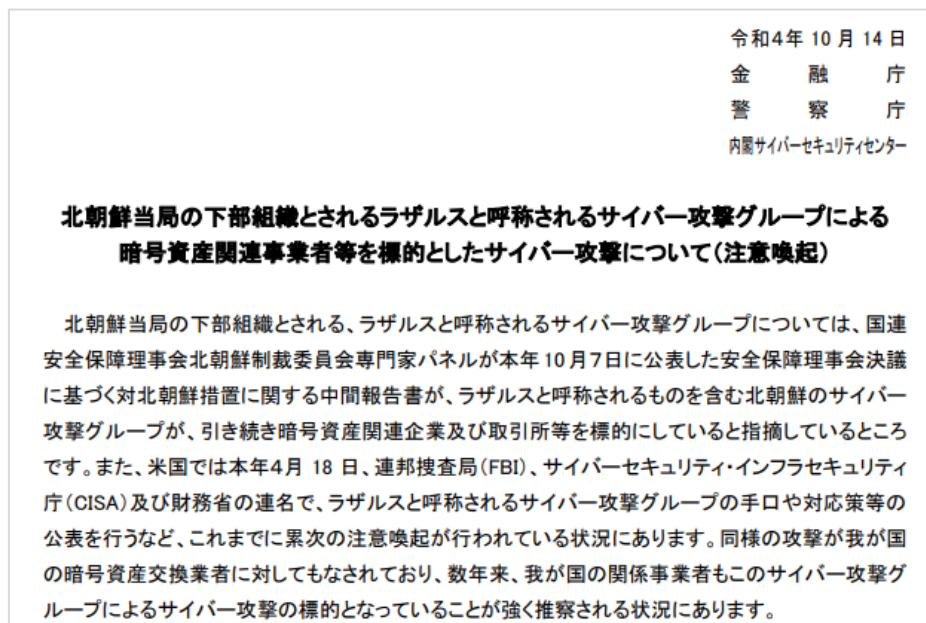 令和4年 10 月 14 日
金融庁
警察庁
内閣サイバーセキュリティセンター
北朝鮮当局の下部組織とされるラザルスと呼称されるサイバー攻撃グループによる
暗号資産関連事業者等を標的としたサイバー攻撃について(注意喚起)
北朝鮮当局の下部組織とされる、ラザルスと呼称されるサイバー攻撃グループについては、国連
安全保障理事会北朝鮮制裁委員会専門家パネルが本年 10 月7日に公表した安全保障理事会決議
に基づく対北朝鮮措置に関する中間報告書が、ラザルスと呼称されるものを含む北朝鮮のサイバー
攻撃グループが、引き続き暗号資産関連企業及び取引所等を標的にしていると指摘しているところ
です。また、米国では本年4月 18 日、連邦捜査局(FBI)、サイバーセキュリティ・インフラセキュリティ
庁(CISA)及び財務省の連名で、ラザルスと呼称されるサイバー攻撃グループの手口や対応策等の
公表を行うなど、これまでに累次の注意喚起が行われている状況にあります。同様の攻撃が我が国
の暗号資産交換業者に対してもなされており、数年来、我が国の関係事業者もこのサイバー攻撃グ
ループによるサイバー攻撃の標的となっていることが強く推察される状況にあります。